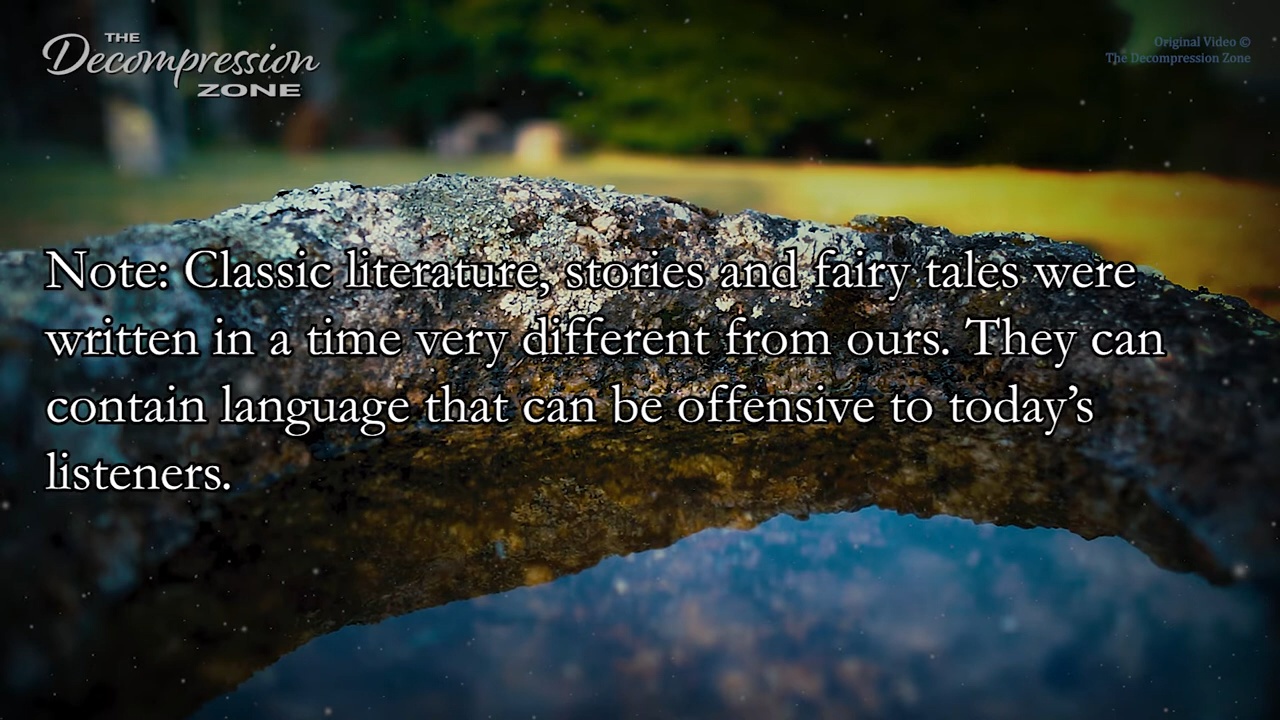 THE
Decompression
ZONE
Original Video ©
The Decompression Zone
Note: Classic literature, stories and fairy tales were
written in a time very different from ours. They can
contain language that can be offensive to today’s
listeners.